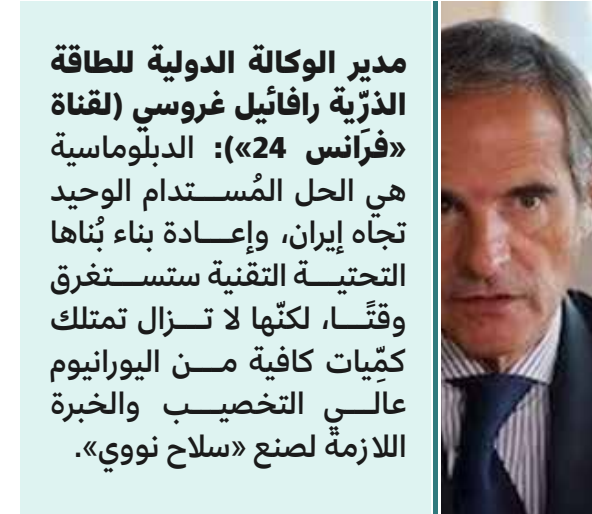 مدير الوكالة الدولية للطاقة
الذرّية رافائيل غروسي (لقناة
«فرَانس 24»): الدبلوماسية
هي الحل المُستدام الوحيد
تجاه إيران، وإعادة بناء بُناها
التحتية التقنية ستستغرق
وقتًا، لكنّها لا تزال تمتلك
كمِّيات كافية من اليورانيوم
عالي التخصيب والخبرة
اللازمة لصنع «سلاح نووي».